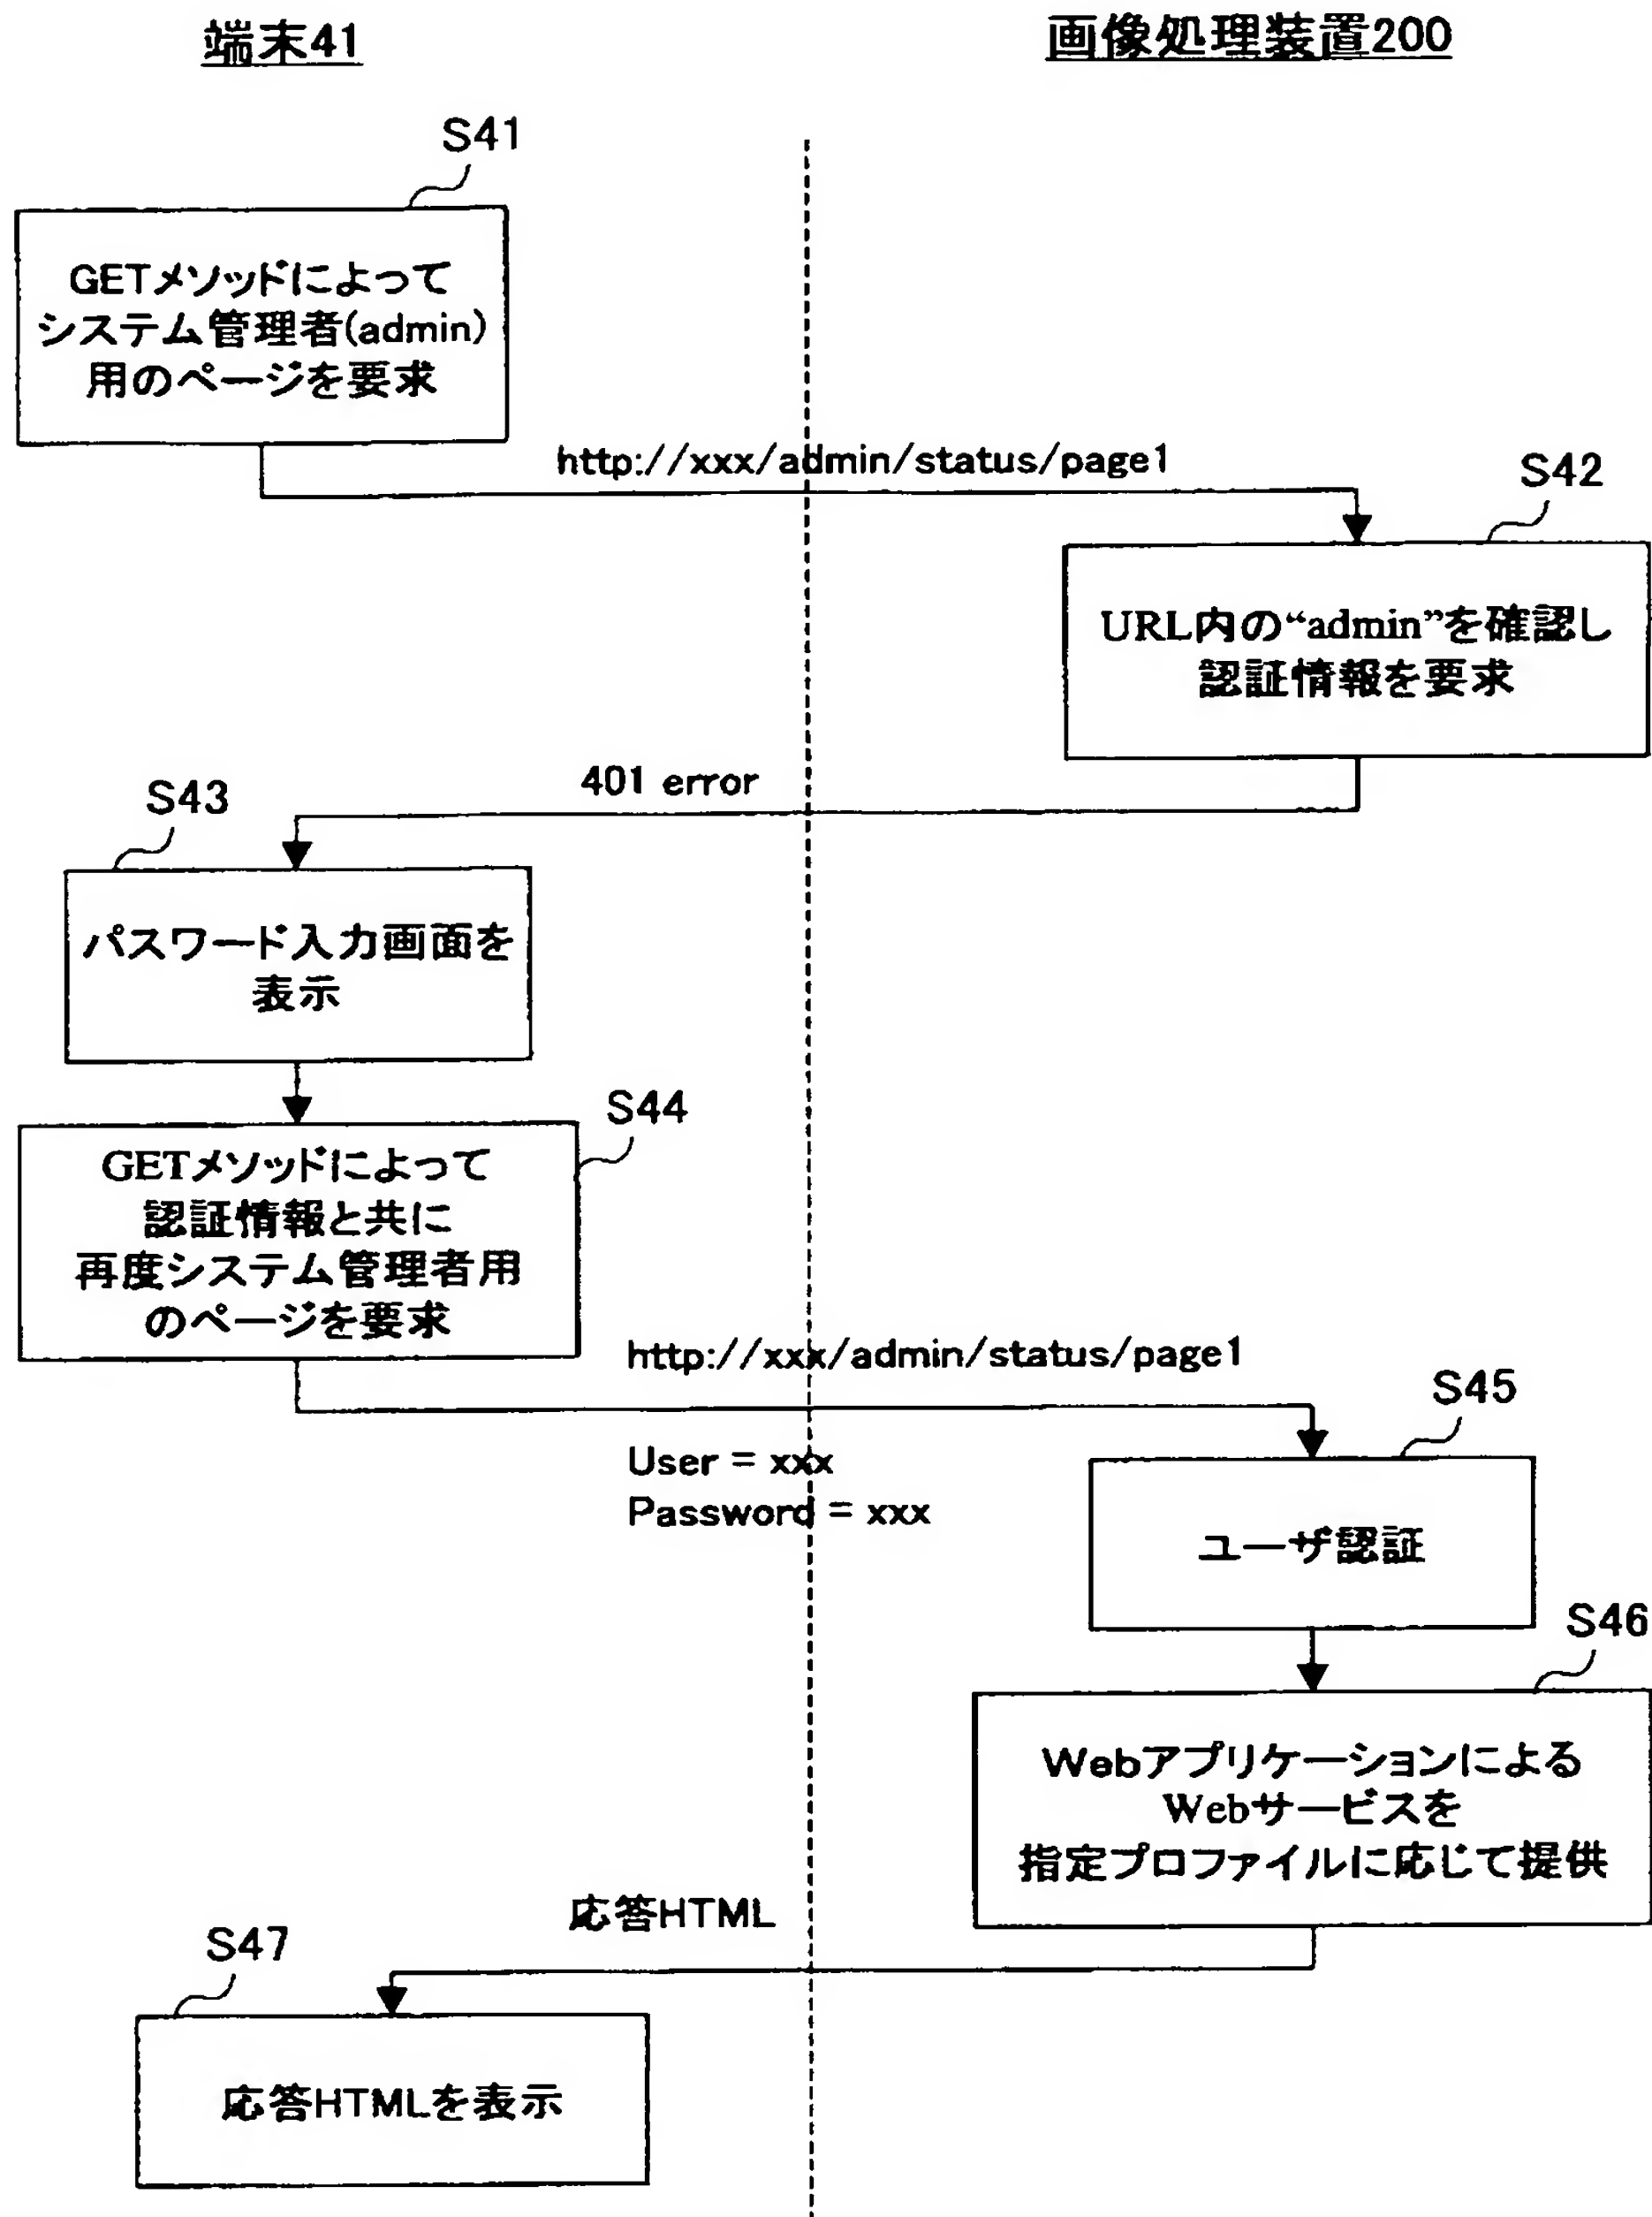 端末41
画像処理装置200
S41
GETメソッドによって
システム管理者(admin)
用のページを要求
http://xxx/admin/status/page1
S42
URL内の“admin”を確認し
認証情報を要求
401 error
S43
パスワード入力画面を
表示
S44
GETメソッドによって
認証情報と共に
再度システム管理者用
のページを要求
http://xxx/admin/status/page1
User = xxx
Password = xxx
S45
ユーザ認証
S46
Webアプリケーションによる
Webサービスを
指定プロファイルに応じて提供
応答HTML
S47
応答HTMLを表示